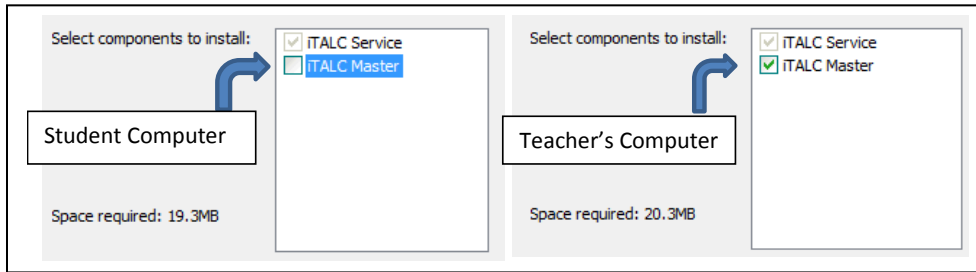 Select components to install:
iTALC Service
iTALC Master
Student Computer
Space required: 19.3MB
Select components to install:
iTALC Service
iTALC Master
Teacher's Computer
Space required: 20.3MB